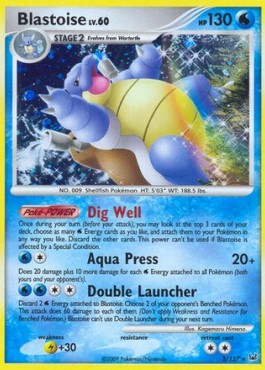 Blastoise LV.60 HP 130
STAGE 2 Evolves from Wartortle
NO. 009 Shellfish Pokémon HT: 5'03" WT: 188.5 lbs.
Poké-POWER Dig Well
Once during your turn (before your attack), you may look at the top 3 cards of your
deck, choose as many Energy cards as you like, and attach them to your Pokémon in
any way you like. Discard the other cards. This power can't be used if Blastoise is
affected by a Special Condition.
Aqua Press 20+
Does 20 damage plus 10 more damage for each Energy attached to all Pokémon (both
yours and your opponent's).
Double Launcher
Discard 2 Energy attached to Blastoise. Choose 2 of your opponent's Benched Pokémon.
This attack does 60 damage to each of them. (Don't apply Weakness and Resistance for
Benched Pokémon.) Blastoise can't use Double Launcher during your next turn.
Illus. Kagemaru Himeno
weakness resistance retreat cost
+30
©2009 Pokémon/Nintendo 2/127